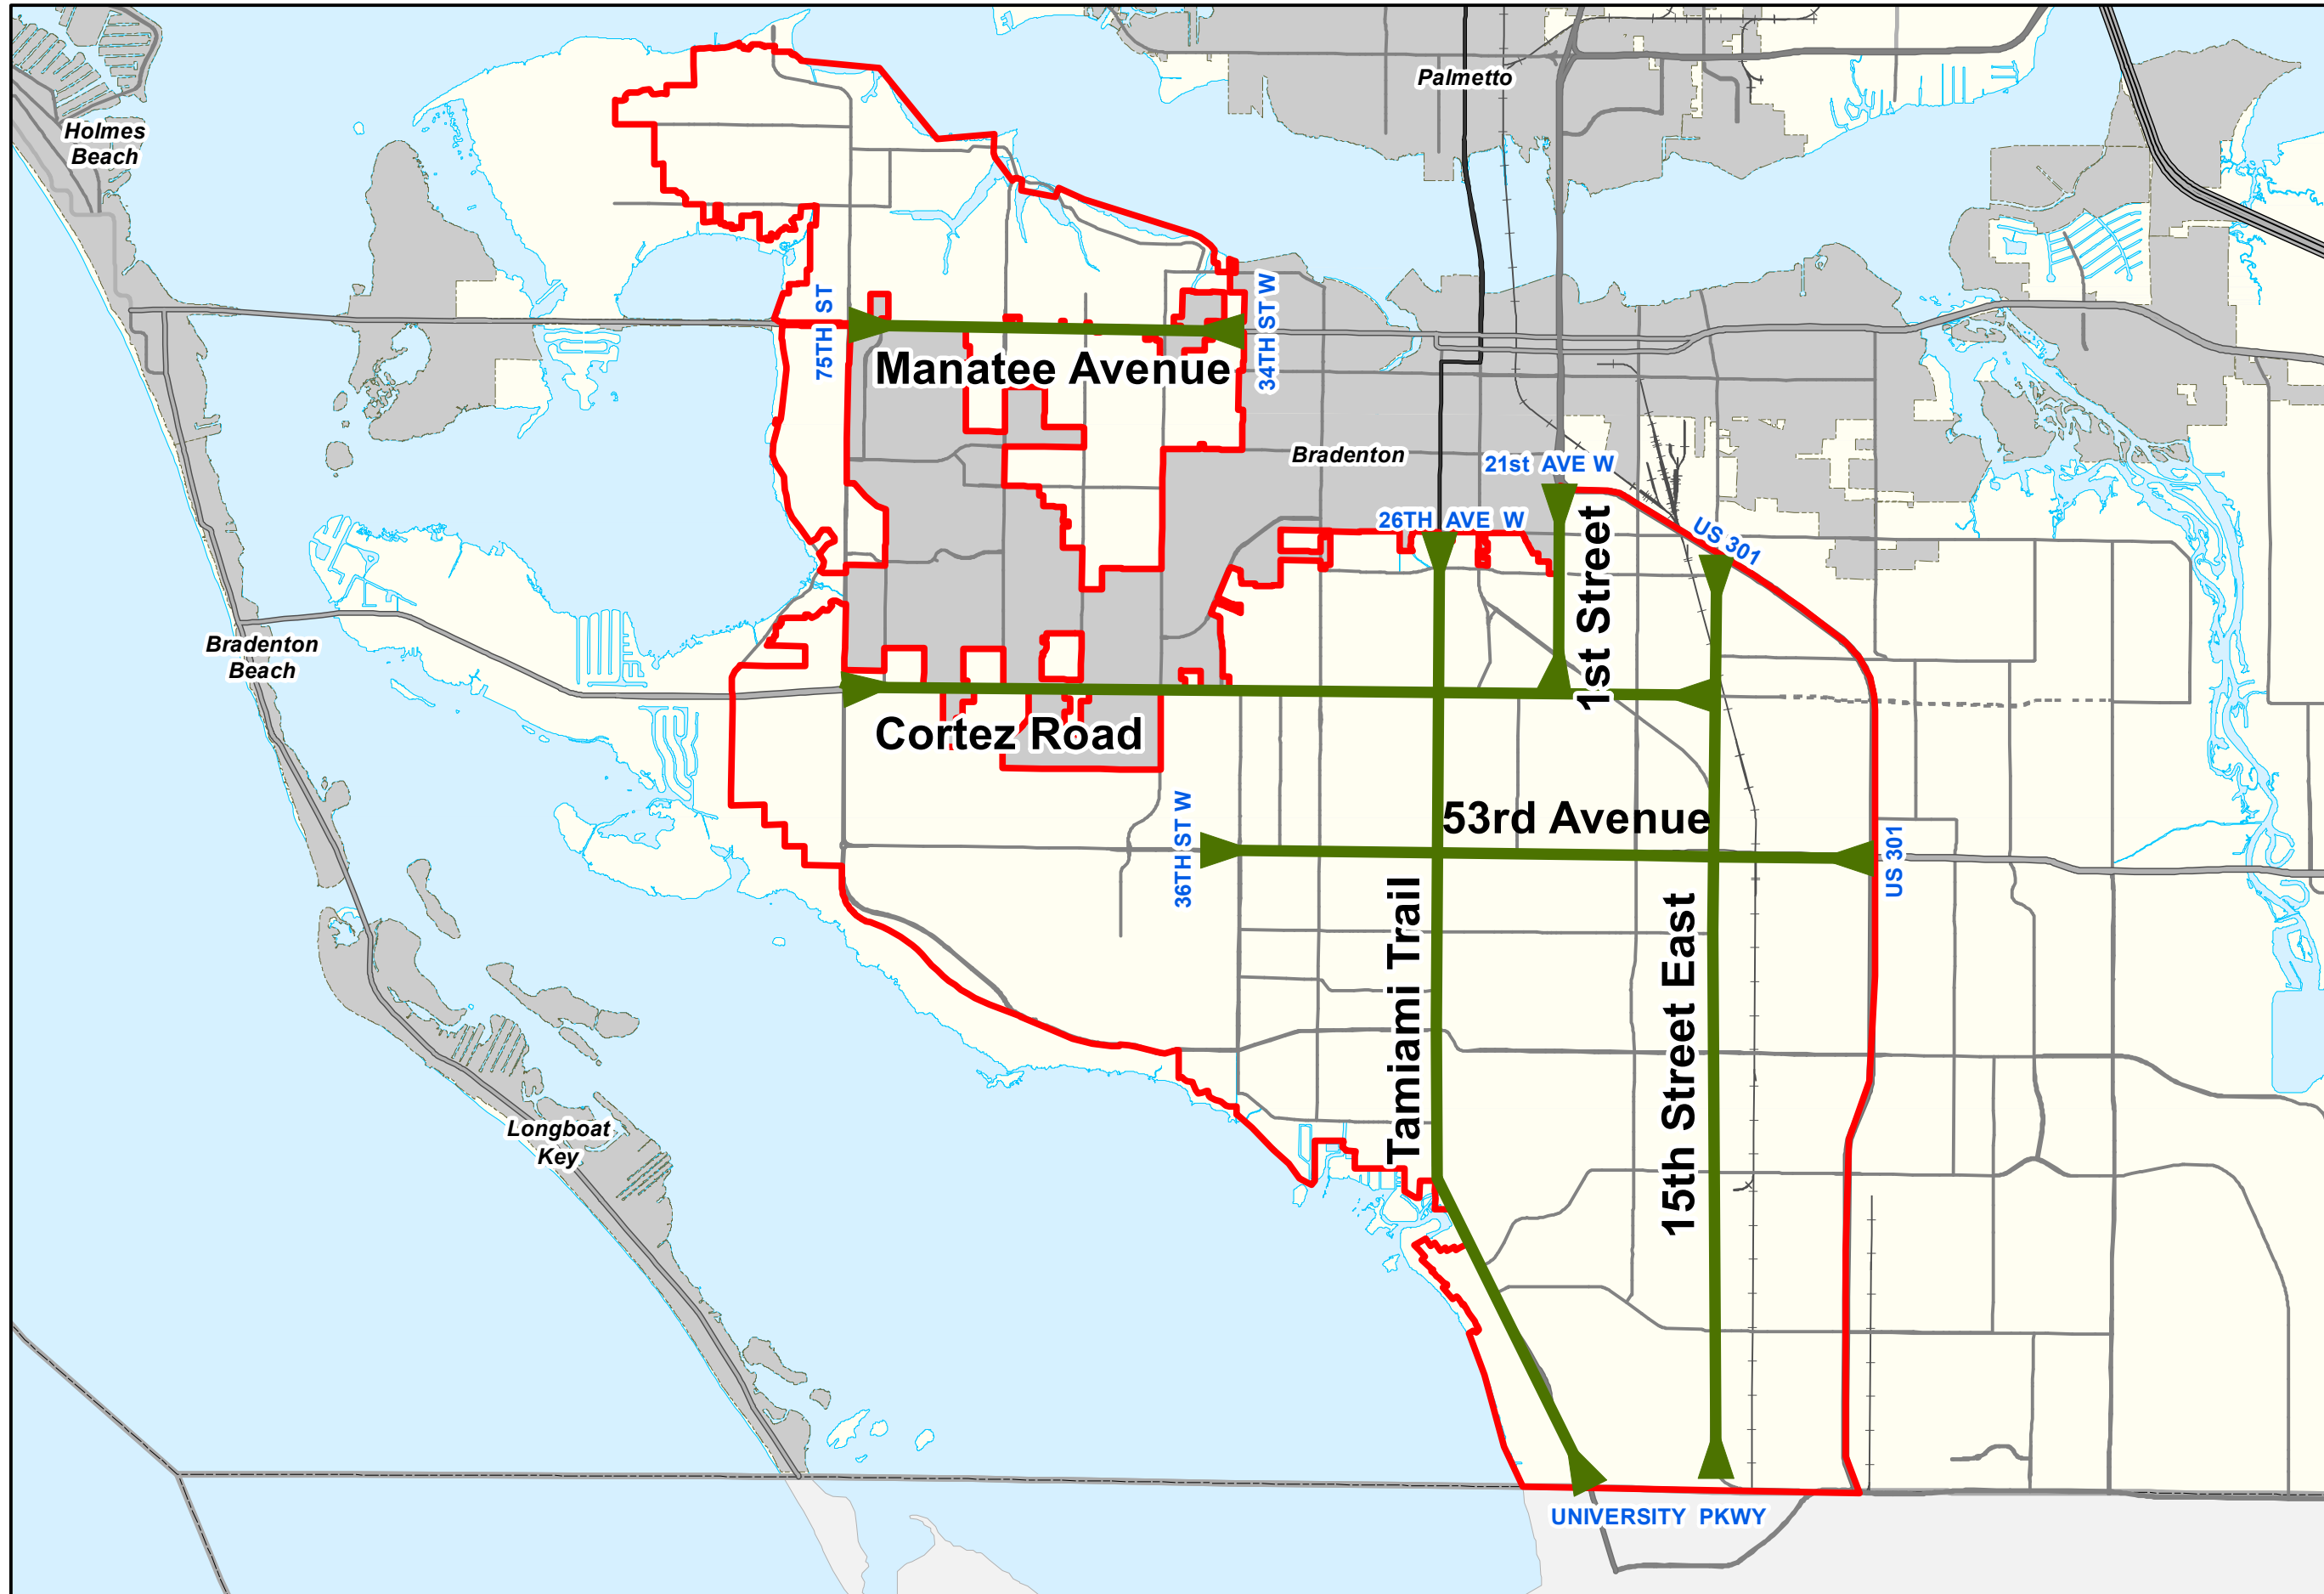 Palmetto
Holmes
Beach
75TH ST
34TH ST W
Manatee Avenue
Bradenton
21st AVE W
26TH AVE W
US 301
1st Street
Bradenton
Beach
Cortez Road
53rd Avenue
36TH ST W
US 301
Tamiami Trail
15th Street East
Longboat
Key
UNIVERSITY PKWY